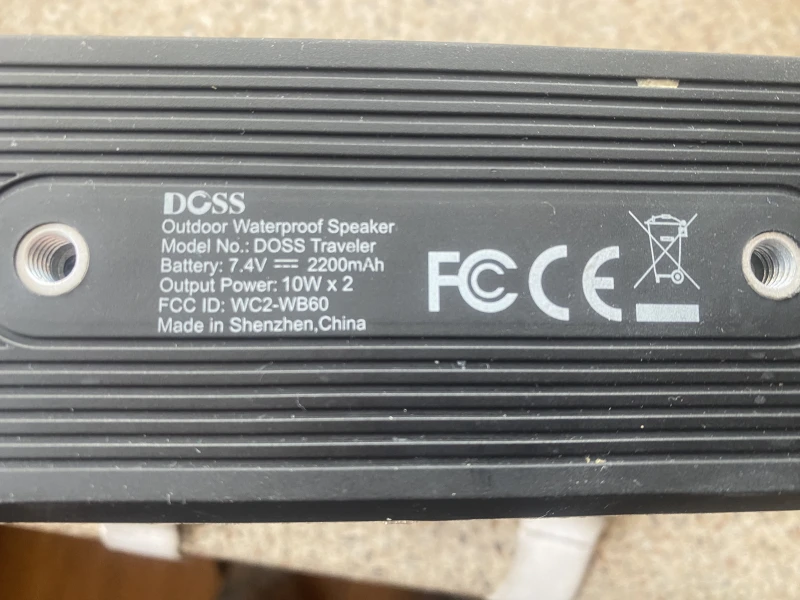 DOSS
Outdoor Waterproof Speaker
Model No.: DOSS Traveler
Battery: 7.4V ⎓ 2200mAh
Output Power: 10W x 2
FCC ID: WC2-WB60
Made in Shenzhen,China
FC CE